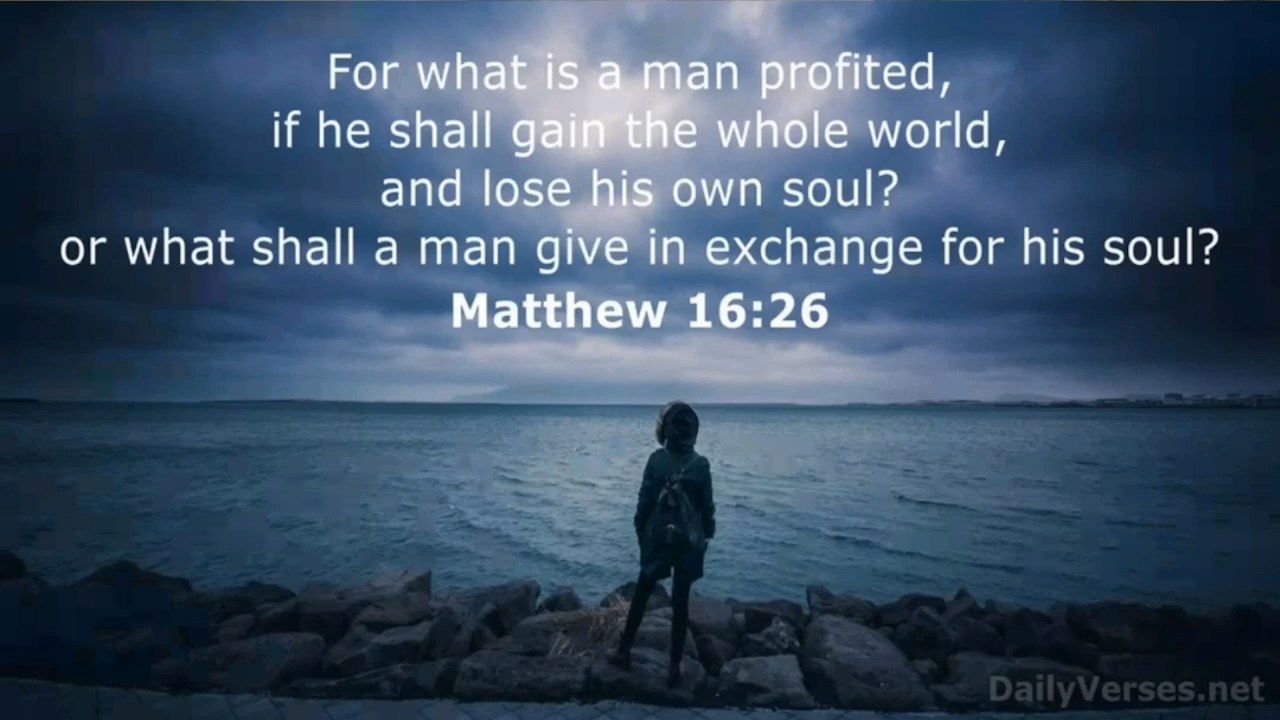 For what is a man profited,
if he shall gain the whole world,
and lose his own soul?
or what shall a man give in exchange for his soul?
Matthew 16:26
DailyVerses.net